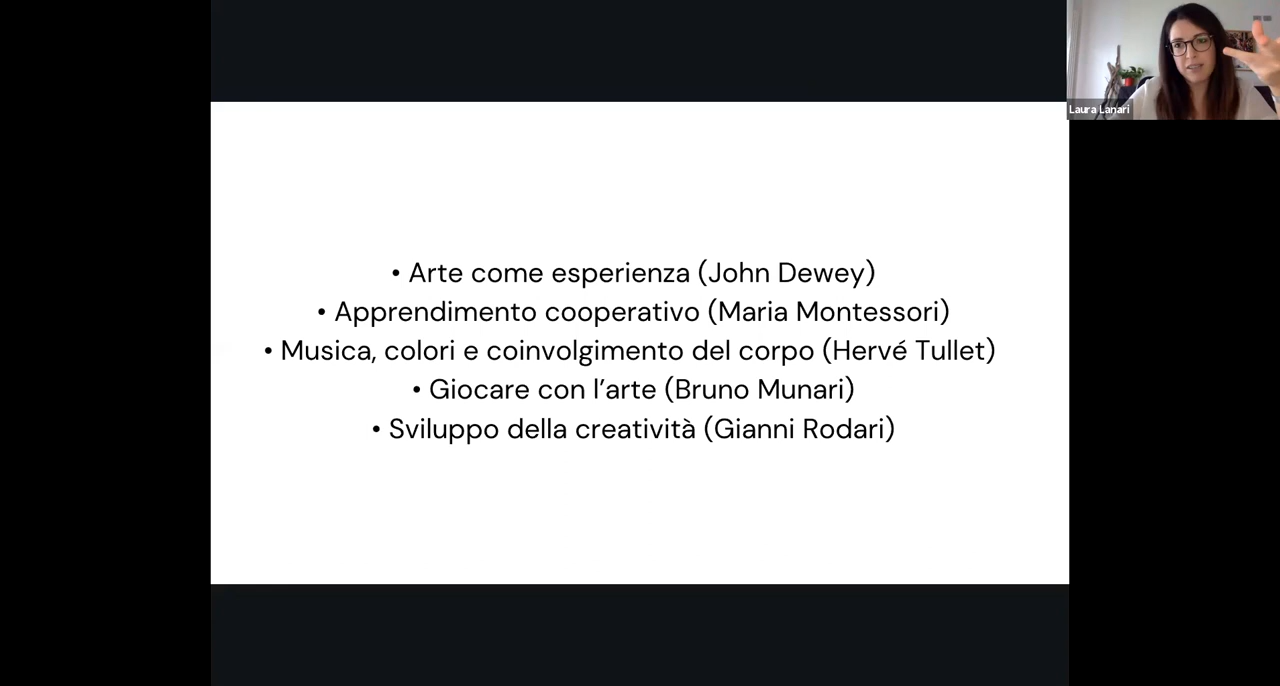 Laura Lanari
• Arte come esperienza (John Dewey)
• Apprendimento cooperativo (Maria Montessori)
• Musica, colori e coinvolgimento del corpo (Hervé Tullet)
• Giocare con l’arte (Bruno Munari)
• Sviluppo della creatività (Gianni Rodari)